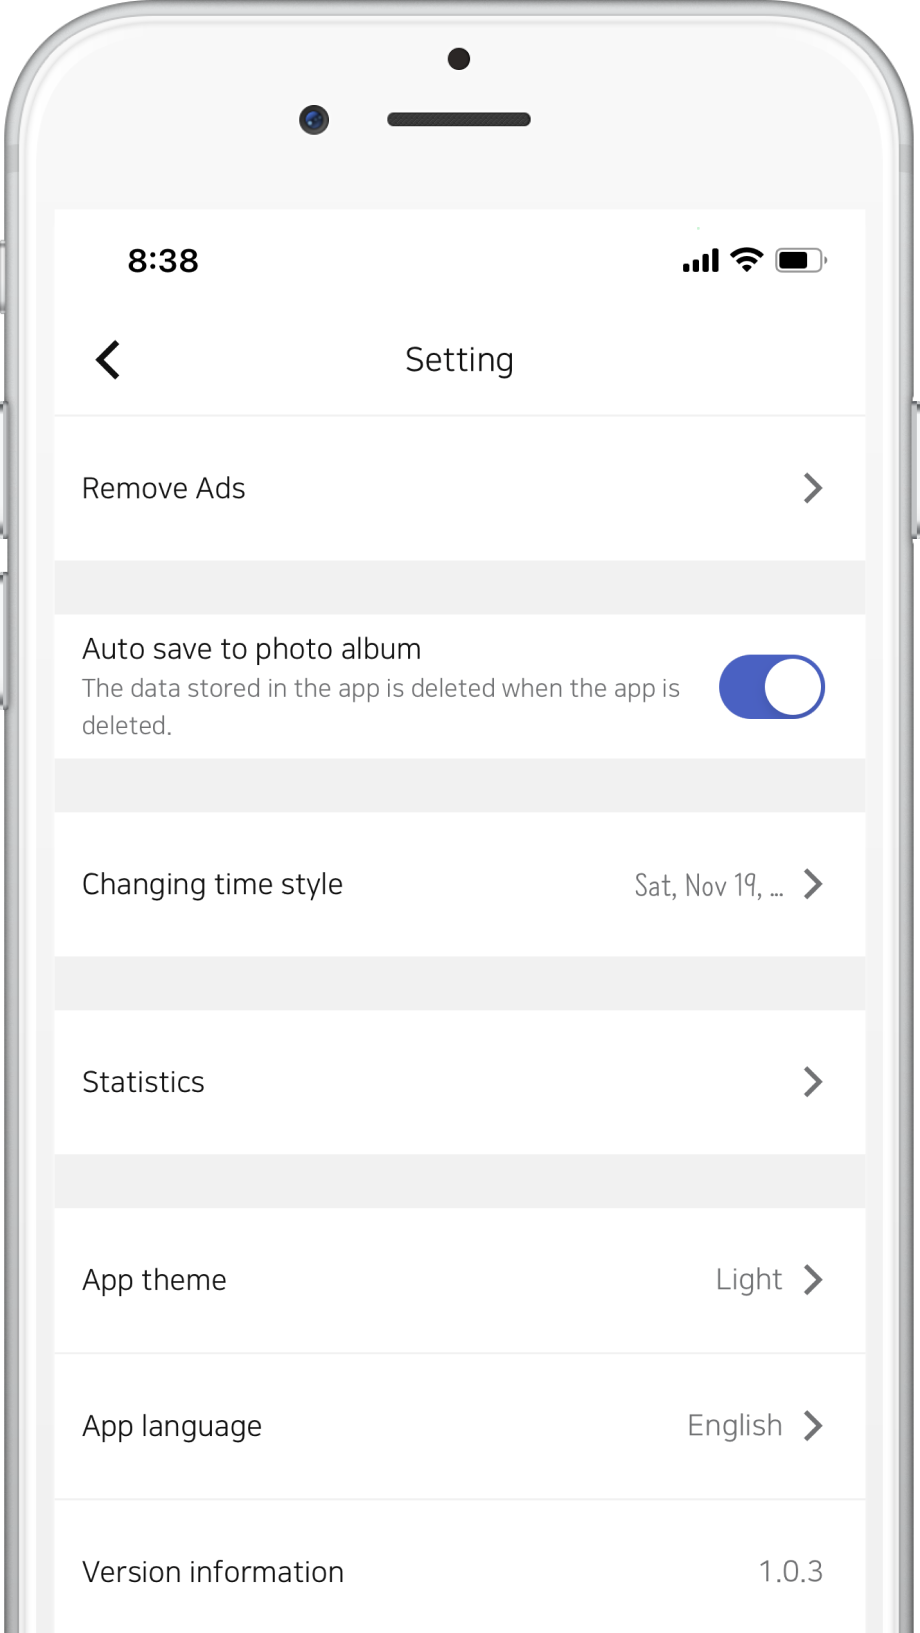 8:38
Setting
Remove Ads
Auto save to photo album
The data stored in the app is deleted when the app is
deleted.
Changing time style Sat, Nov 19, ...
Statistics
App theme Light
App language English
Version information 1.0.3